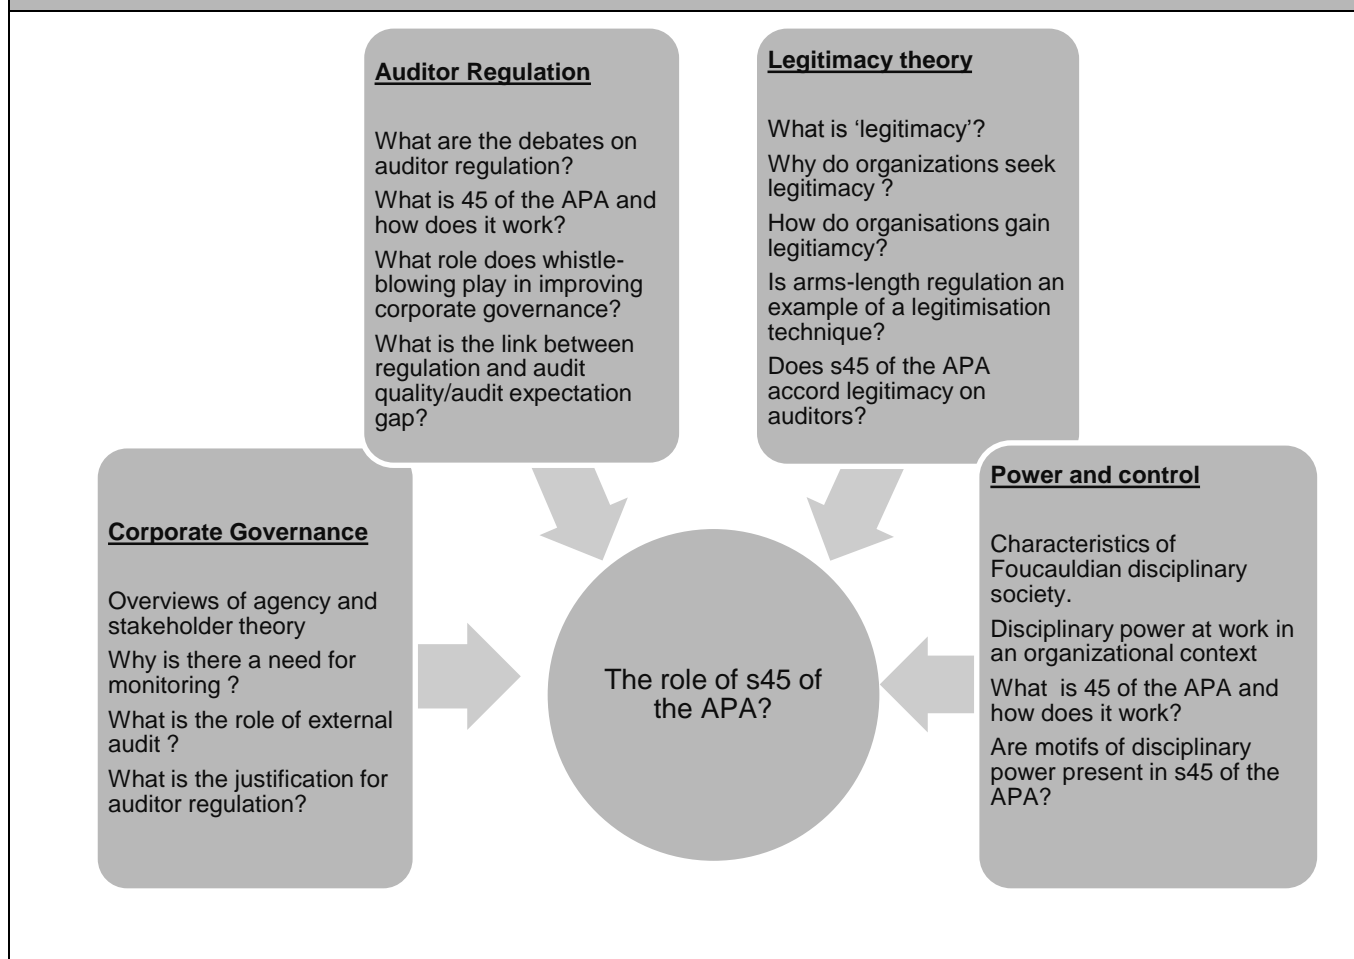 Auditor Regulation
What are the debates on
auditor regulation?
What is 45 of the APA and
how does it work?
What role does whistle-
blowing play in improving
corporate governance?
What is the link between
regulation and audit
quality/audit expectation
gap?
Legitimacy theory
What is ‘legitimacy’?
Why do organizations seek
legitimacy ?
How do organisations gain
legitiamcy?
Is arms-length regulation an
example of a legitimisation
technique?
Does s45 of the APA
accord legitimacy on
auditors?
Corporate Governance
Overviews of agency and
stakeholder theory
Why is there a need for
monitoring ?
What is the role of external
audit ?
What is the justification for
auditor regulation?
Power and control
Characteristics of
Foucauldian disciplinary
society.
Disciplinary power at work in
an organizational context
What  is 45 of the APA and
how does it work?
Are motifs of disciplinary
power present in s45 of the
APA?
The role of s45 of
the APA?